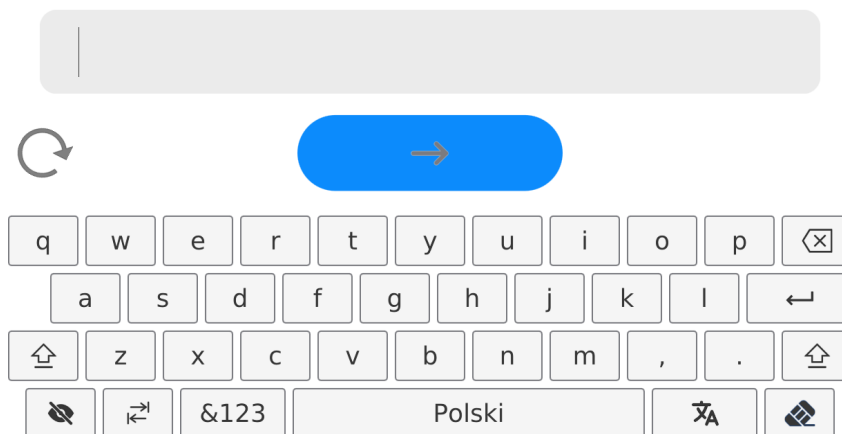 q w e r t y u i o p
a s d f g h j k l
z x c v b n m , .
&123 Polski